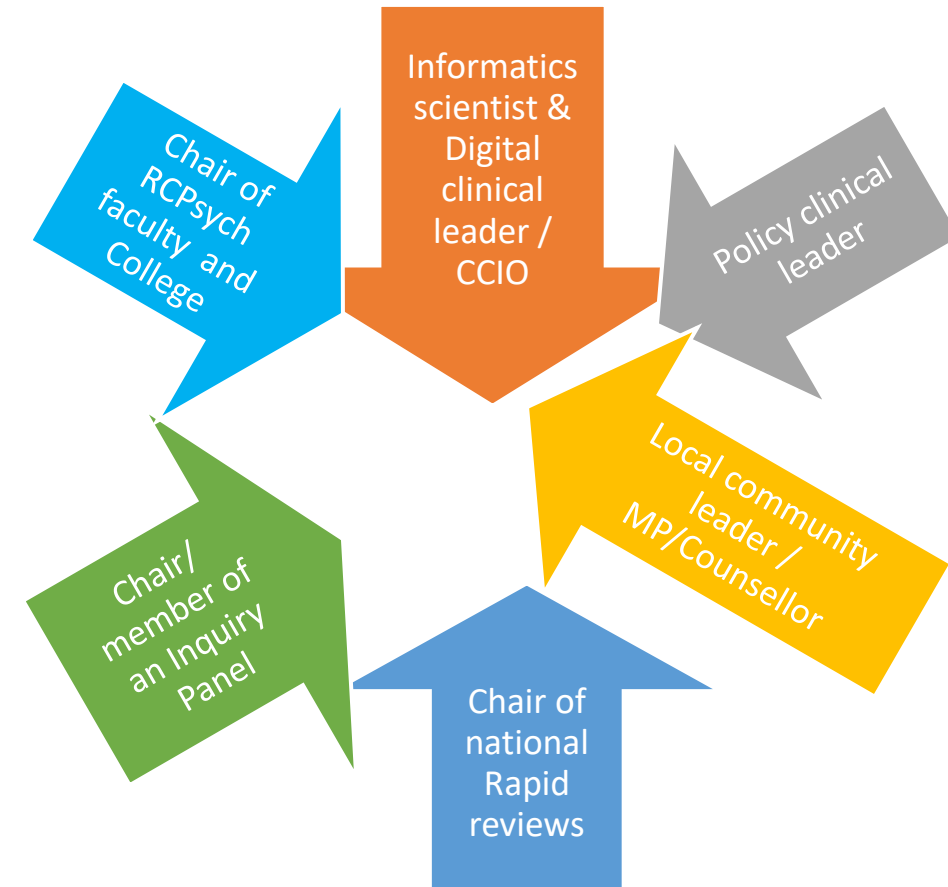 Informatics
scientist &
Digital
clinical
leader /
CCIO
Chair of
RCPsych
faculty and
College
Policy clinical
leader
Local community
leader /
MP/Counsellor
Chair/
member of
an Inquiry
Panel
Chair of
national
Rapid
reviews